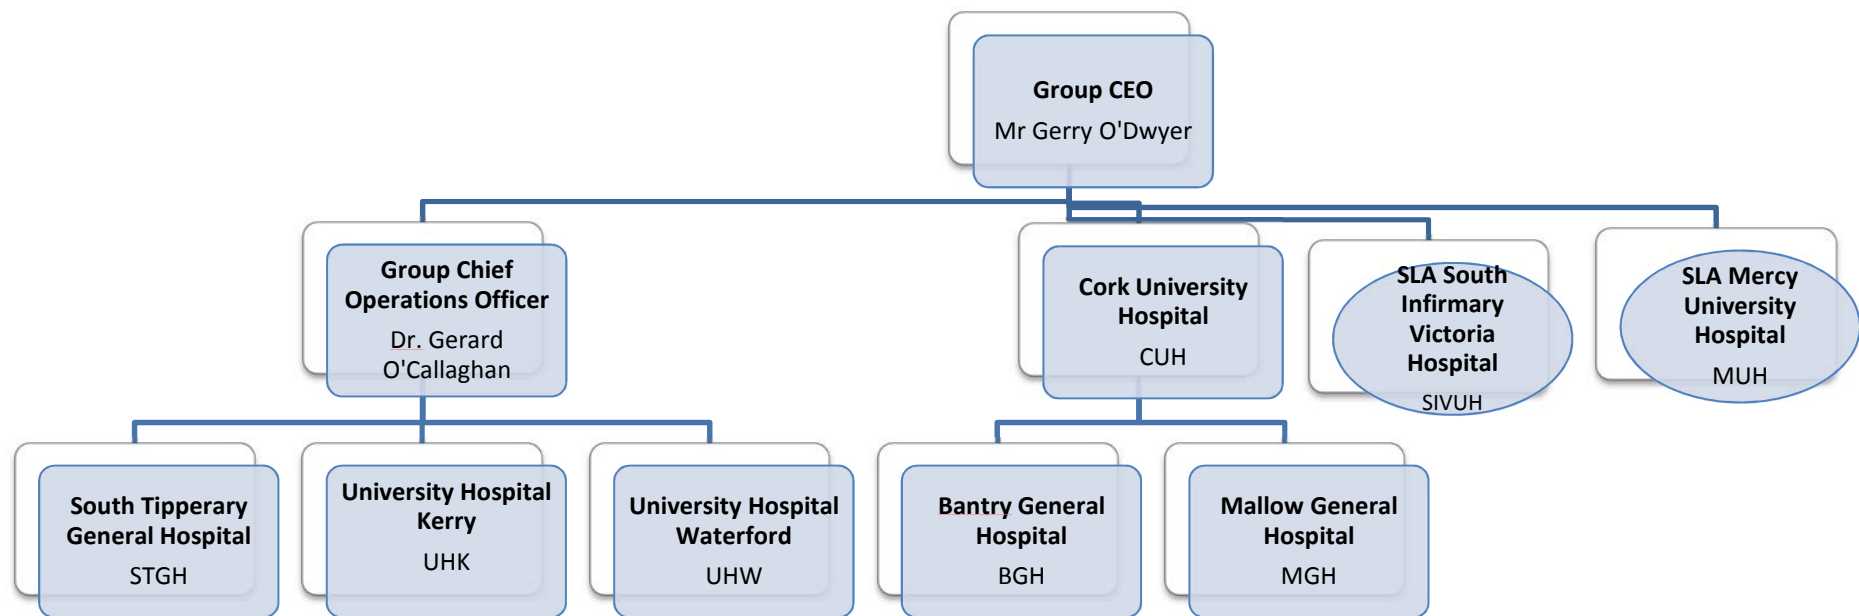 Group CEO
Mr Gerry O'Dwyer
Group Chief
Operations Officer
Dr. Gerard
O'Callaghan
Cork University
Hospital
CUH
SLA South
Infirmary
Victoria
Hospital
SIVUH
SLA Mercy
University
Hospital
MUH
South Tipperary
General Hospital
STGH
University Hospital
Kerry
UHK
University Hospital
Waterford
UHW
Bantry General
Hospital
BGH
Mallow General
Hospital
MGH